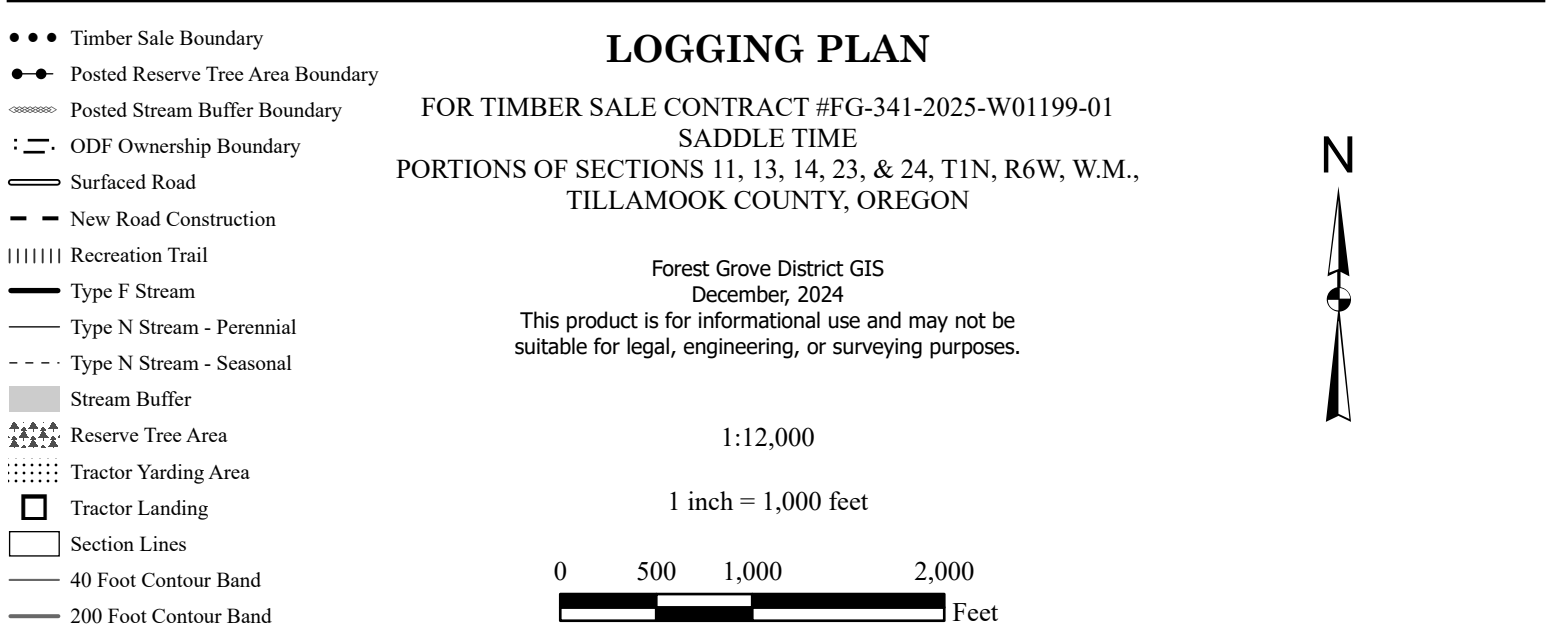 Timber Sale Boundary
Posted Reserve Tree Area Boundary
Posted Stream Buffer Boundary
ODF Ownership Boundary
Surfaced Road
New Road Construction
Recreation Trail
Type F Stream
Type N Stream - Perennial
Type N Stream - Seasonal
Stream Buffer
Reserve Tree Area
Tractor Yarding Area
Tractor Landing
Section Lines
40 Foot Contour Band
200 Foot Contour Band
LOGGING PLAN
FOR TIMBER SALE CONTRACT #FG-341-2025-W01199-01
SADDLE TIME
PORTIONS OF SECTIONS 11, 13, 14, 23, & 24, T1N, R6W, W.M.,
TILLAMOOK COUNTY, OREGON
Forest Grove District GIS
December, 2024
This product is for informational use and may not be
suitable for legal, engineering, or surveying purposes.
1:12,000
1 inch = 1,000 feet
0 500 1,000 2,000
Feet
N